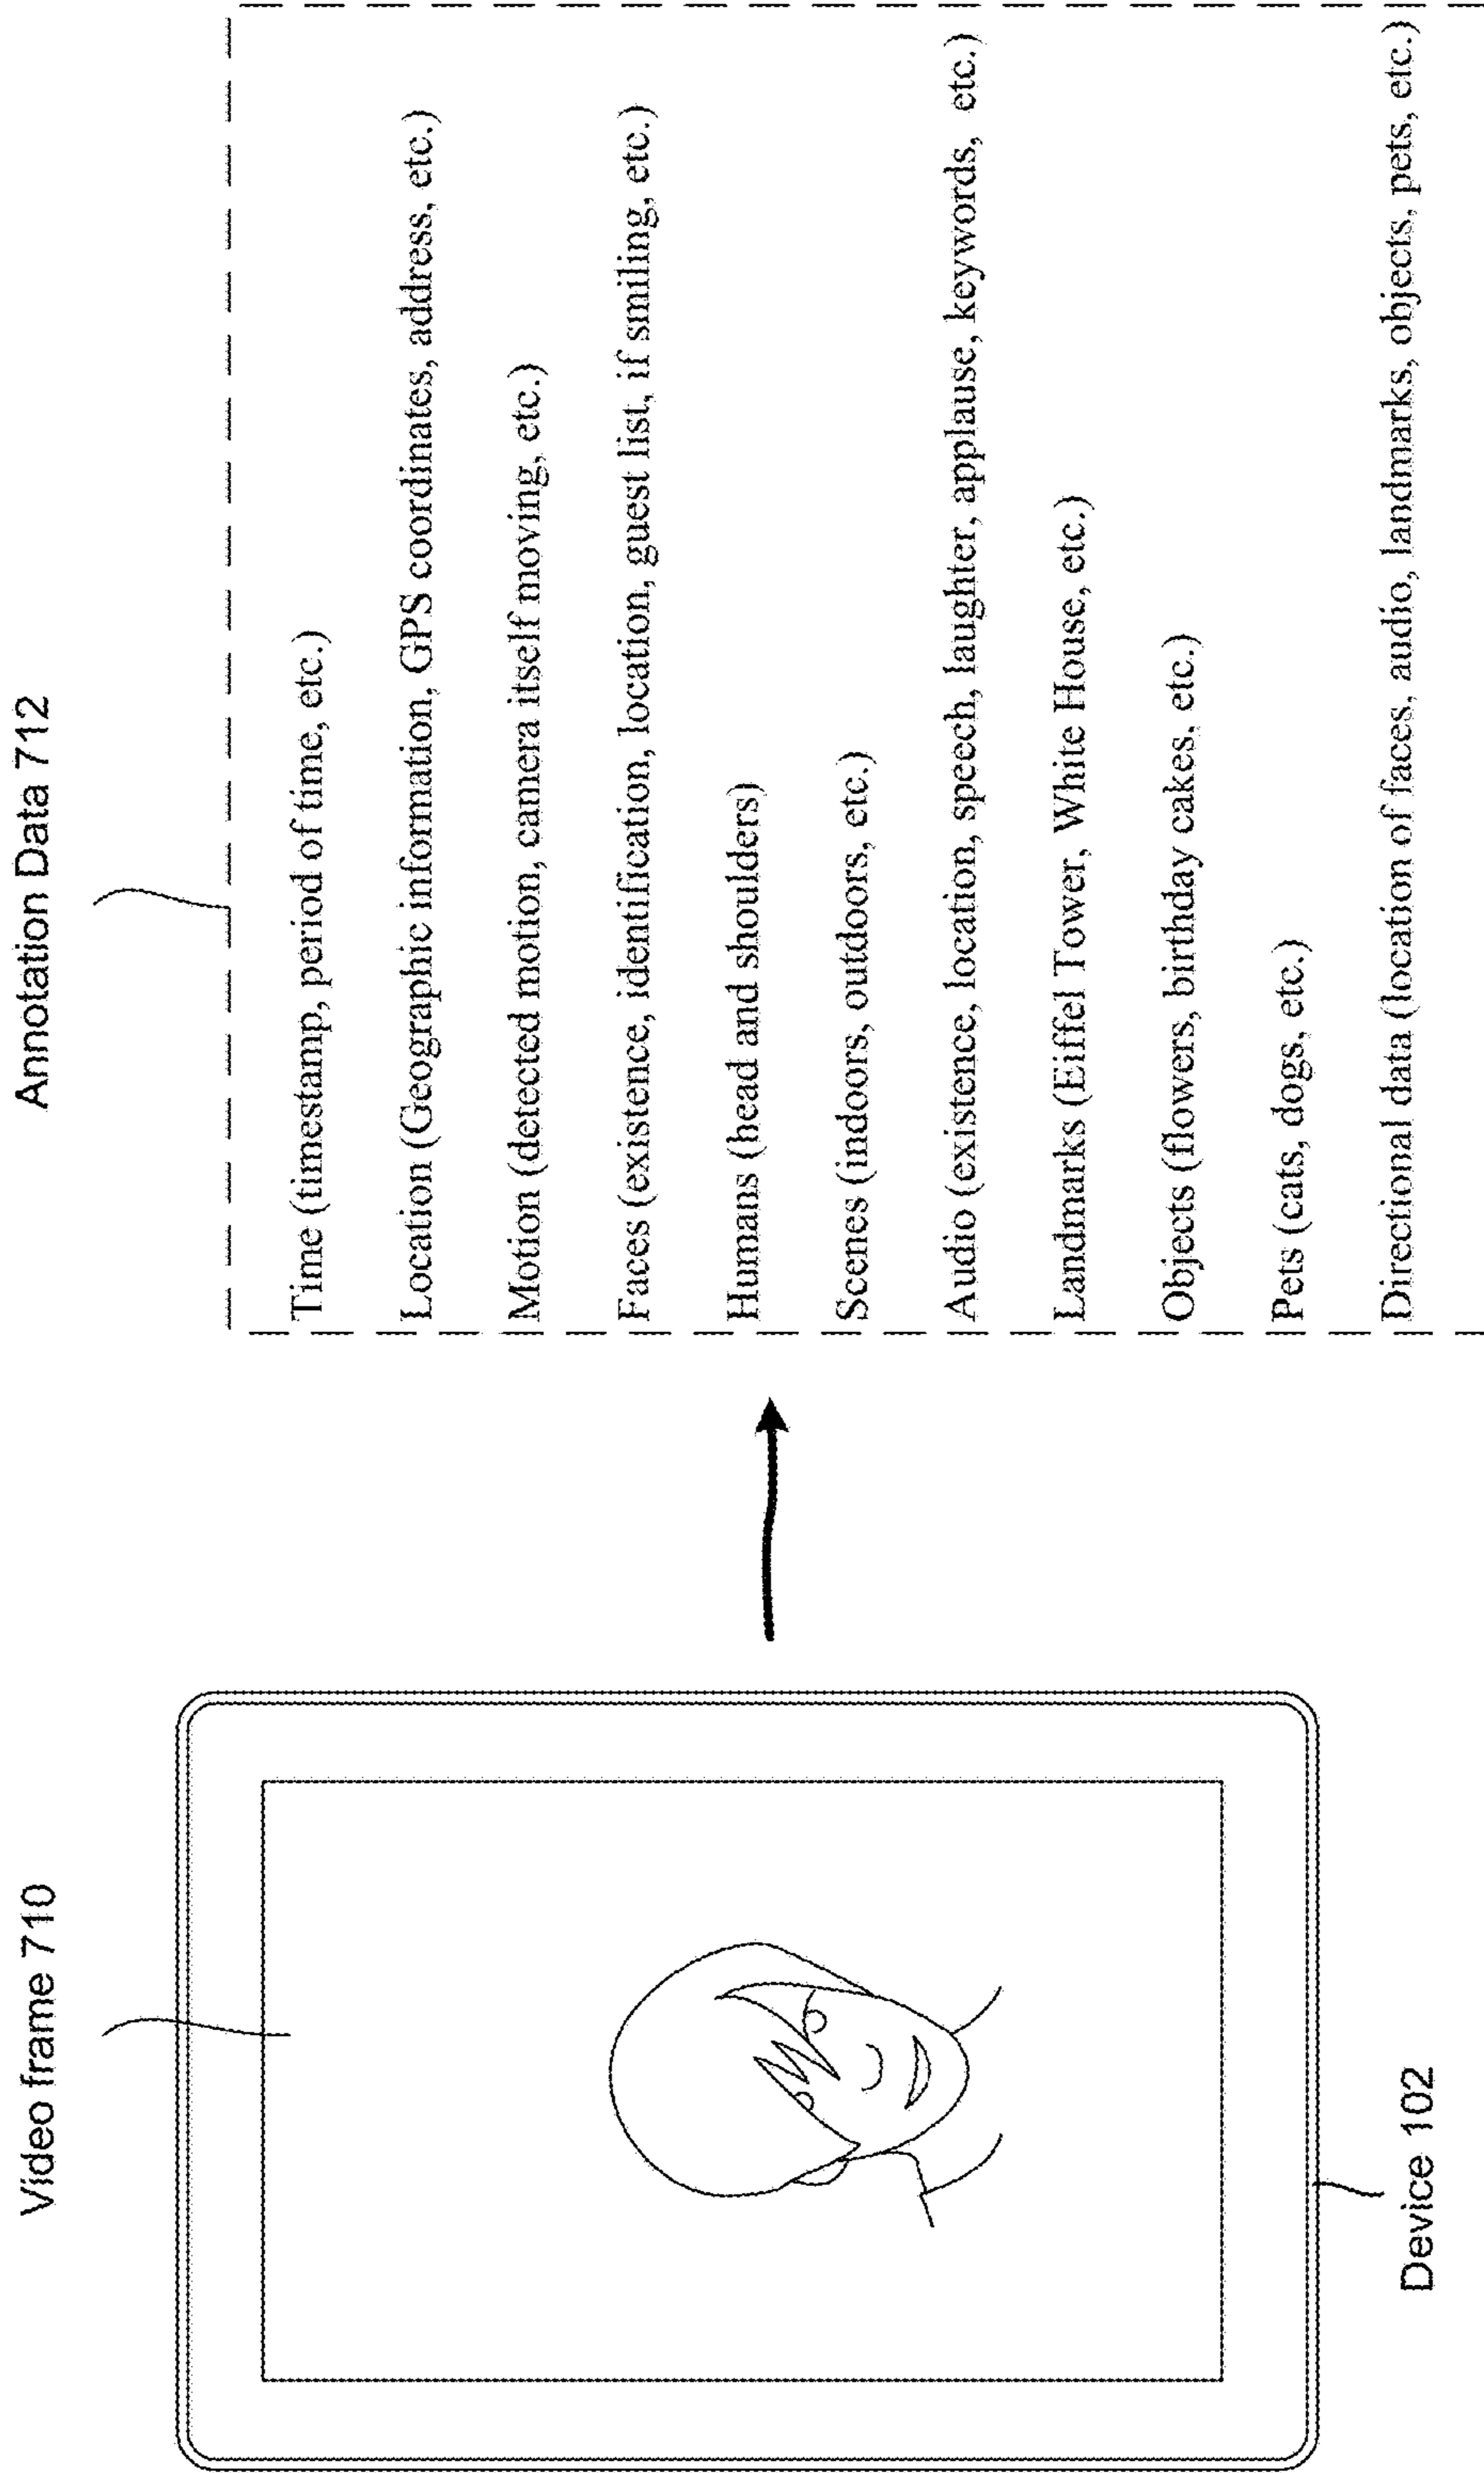 Video frame 710
Device 102
Annotation Data 712
Time (timestamp, period of time, etc.)
Location (Geographic information, GPS coordinates, address, etc.)
Motion (detected motion, camera itself moving, etc.)
Faces (existence, identification, location, guest list, if smiling, etc.)
Humans (head and shoulders)
Scenes (indoors, outdoors, etc.)
Audio (existence, location, speech, laughter, applause, keywords, etc.)
Landmarks (Eiffel Tower, White House, etc.)
Objects (flowers, birthday cakes, etc.)
Pets (cats, dogs, etc.)
Directional data (location of faces, audio, landmarks, objects, pets, etc.)